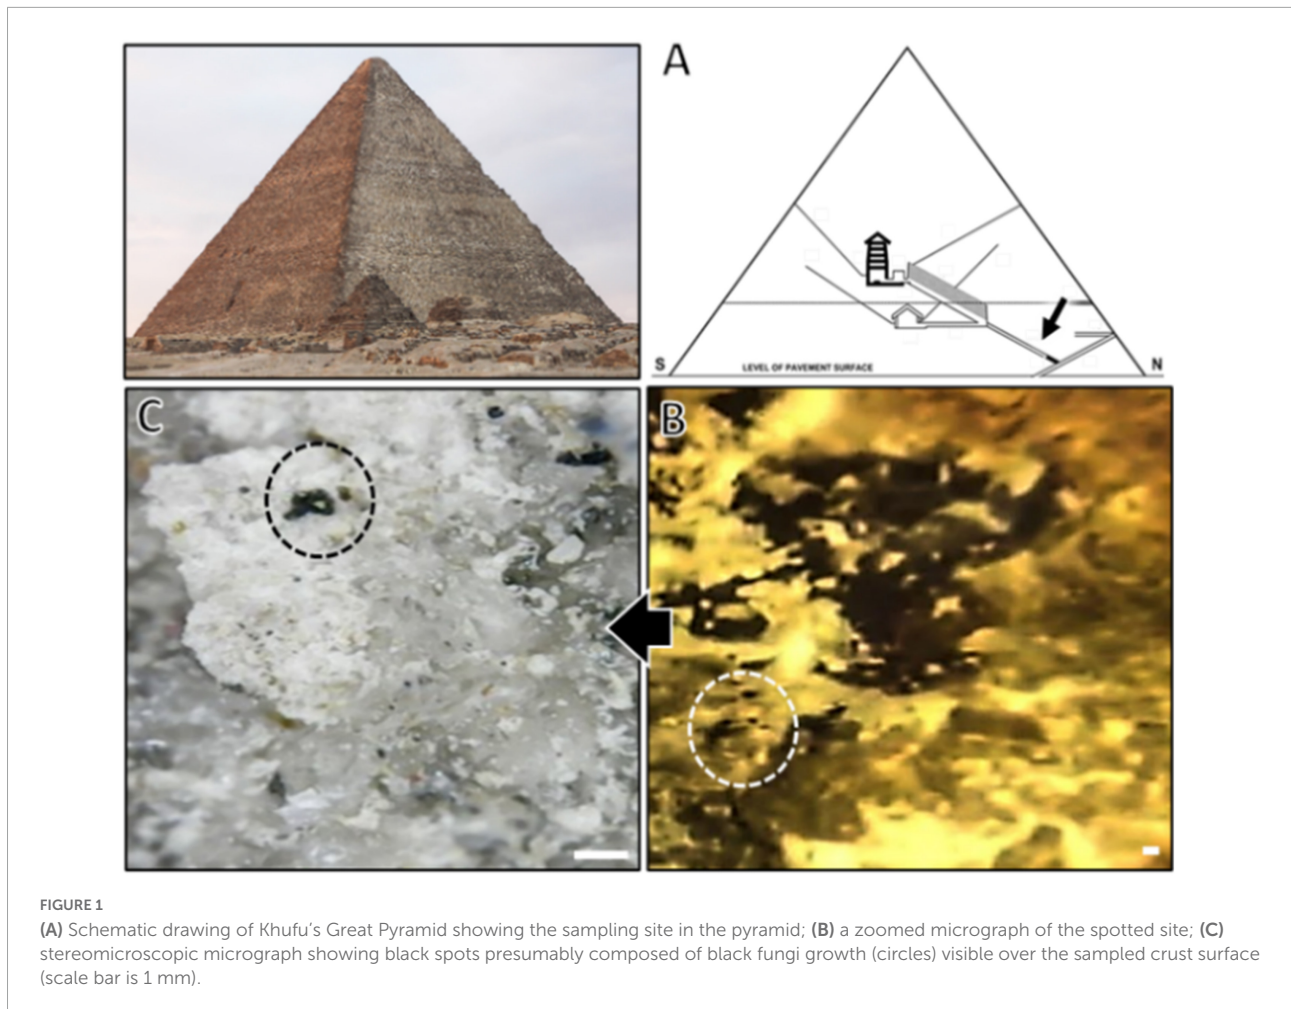 A
S
N
LEVEL OF PAVEMENT SURFACE
C
B
FIGURE 1
(A) Schematic drawing of Khufu's Great Pyramid showing the sampling site in the pyramid; (B) a zoomed micrograph of the spotted site; (C)
stereomicroscopic micrograph showing black spots presumably composed of black fungi growth (circles) visible over the sampled crust surface
(scale bar is 1 mm).